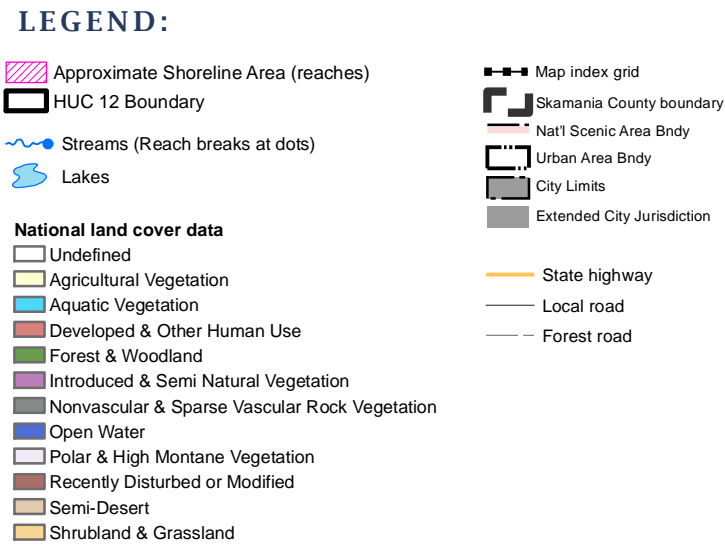 LEGEND:
Approximate Shoreline Area (reaches)
HUC 12 Boundary
Streams (Reach breaks at dots)
Lakes
National land cover data
Undefined
Agricultural Vegetation
Aquatic Vegetation
Developed & Other Human Use
Forest & Woodland
Introduced & Semi Natural Vegetation
Nonvascular & Sparse Vascular Rock Vegetation
Open Water
Polar & High Montane Vegetation
Recently Disturbed or Modified
Semi-Desert
Shrubland & Grassland
Map index grid
Skamania County boundary
Nat'l Scenic Area Bndy
Urban Area Bndy
City Limits
Extended City Jurisdiction
State highway
Local road
Forest road